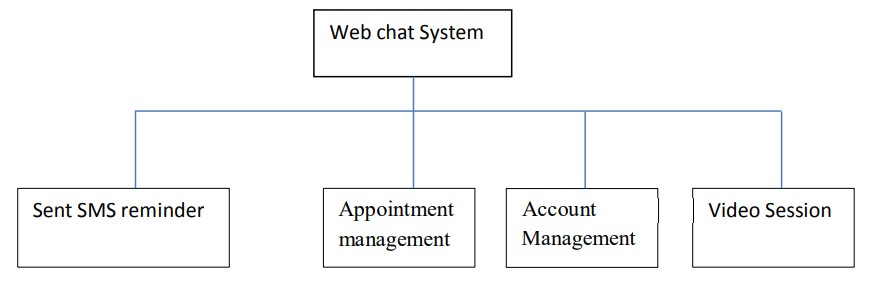 Web chat System
Sent SMS reminder
Appointment
management
Account
Management
Video Session